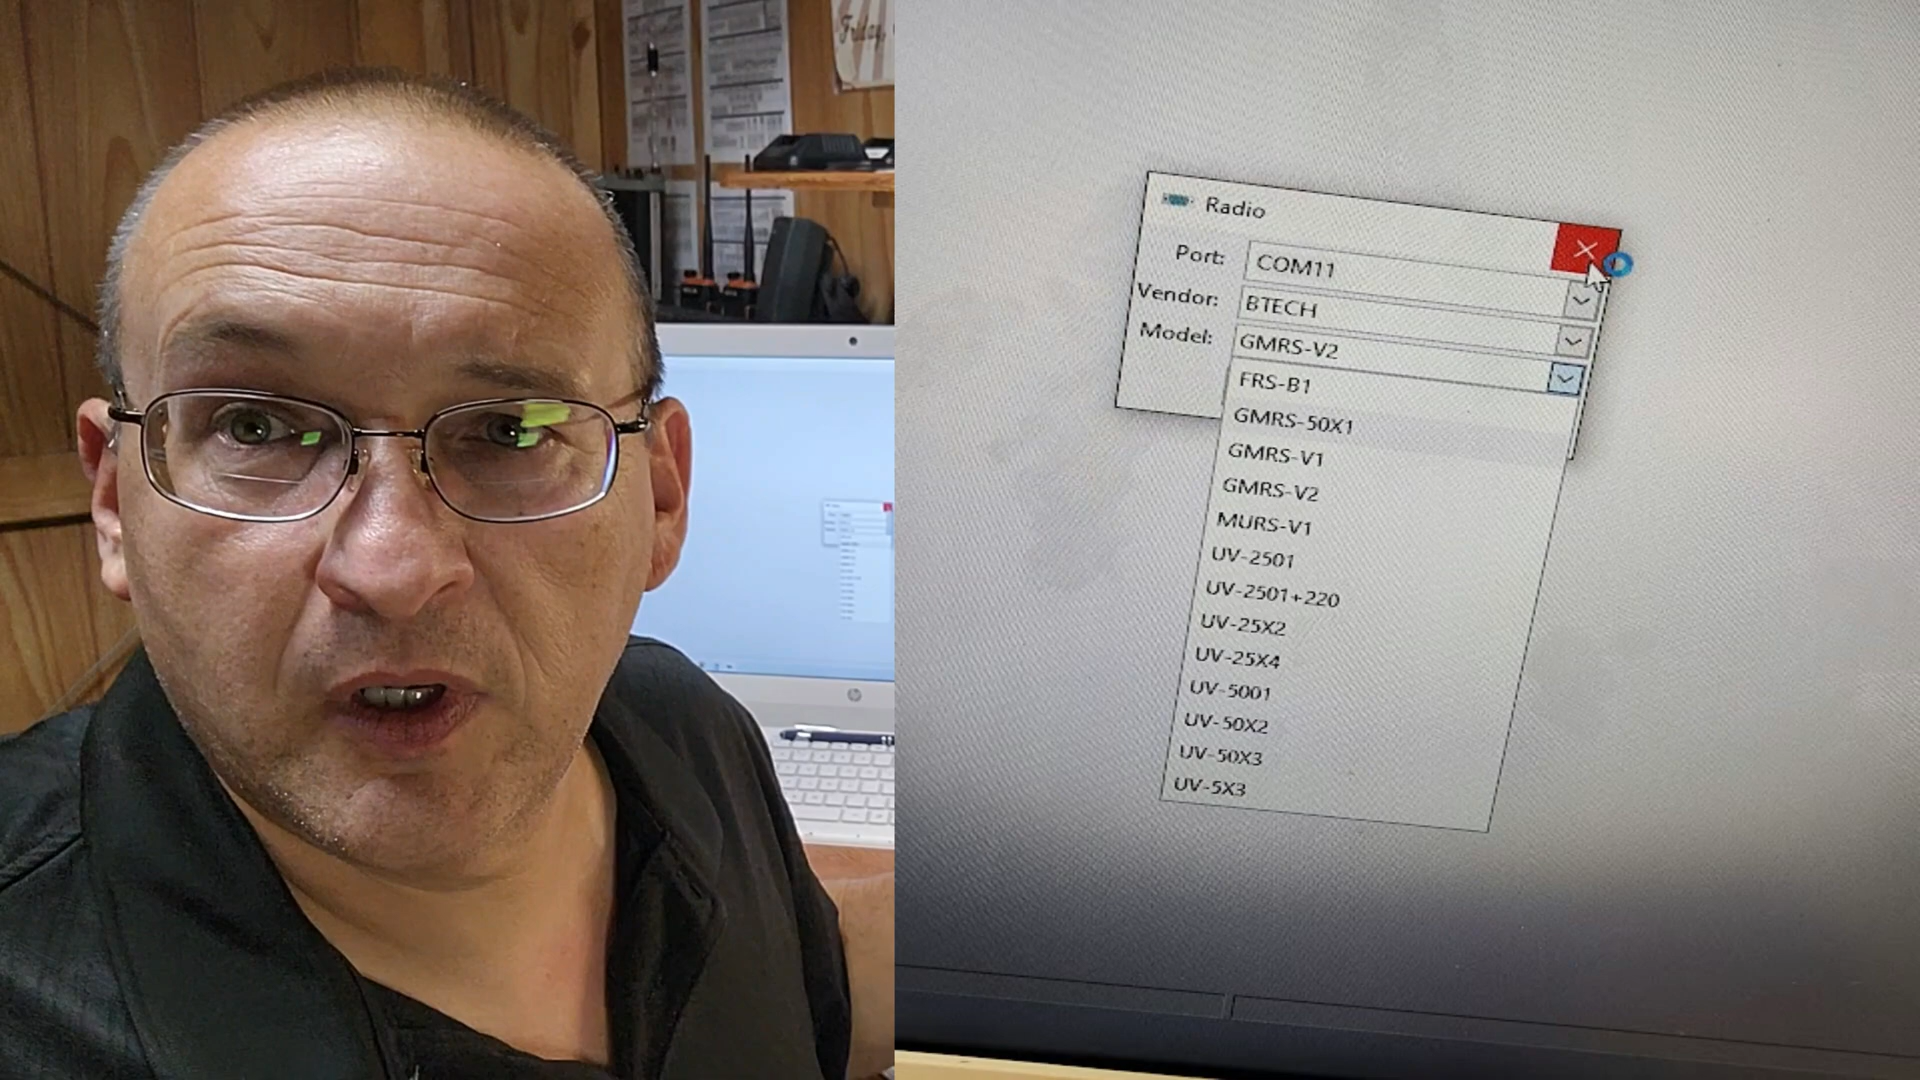 Friday,
Radio
Port: COM11
Vendor: BTECH
Model: GMRS-V2
FRS-B1
GMRS-50X1
GMRS-V1
GMRS-V2
MURS-V1
UV-2501
UV-2501+220
UV-25X2
UV-25X4
UV-5001
UV-50X2
UV-50X3
UV-5X3